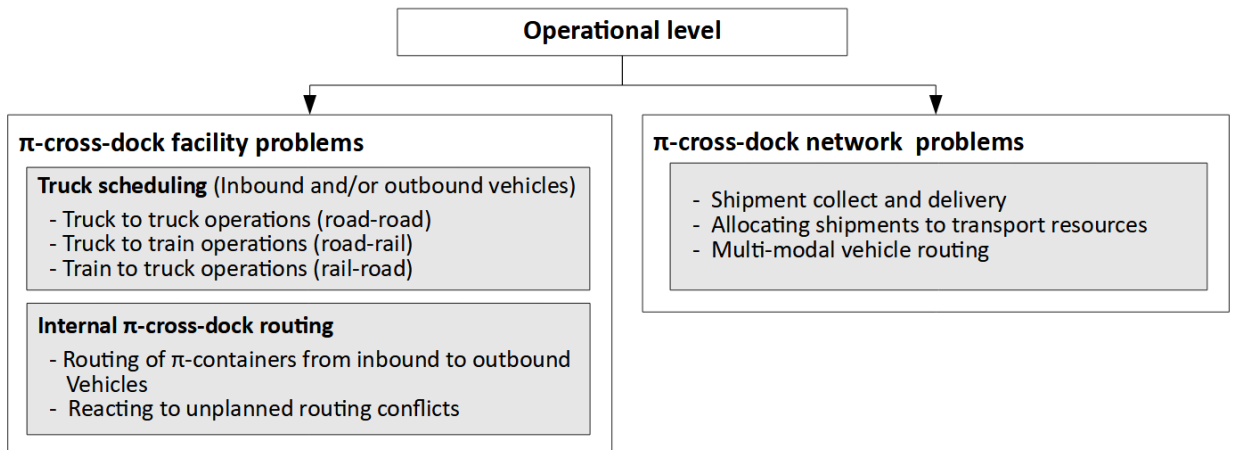 Operational level
π-cross-dock facility problems
Truck scheduling (Inbound and/or outbound vehicles)
- Truck to truck operations (road-road)
- Truck to train operations (road-rail)
- Train to truck operations (rail-road)
Internal π-cross-dock routing
- Routing of π-containers from inbound to outbound
Vehicles
- Reacting to unplanned routing conflicts
π-cross-dock network problems
- Shipment collect and delivery
- Allocating shipments to transport resources
- Multi-modal vehicle routing